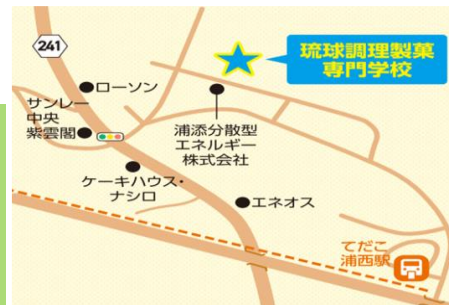 241
琉球調理製菓
専門学校
ローソン
サンレー
中央
紫雲閣
浦添分散型
エネルギー
株式会社
ケーキハウス・
ナシロ
エネオス
てだこ
浦西駅